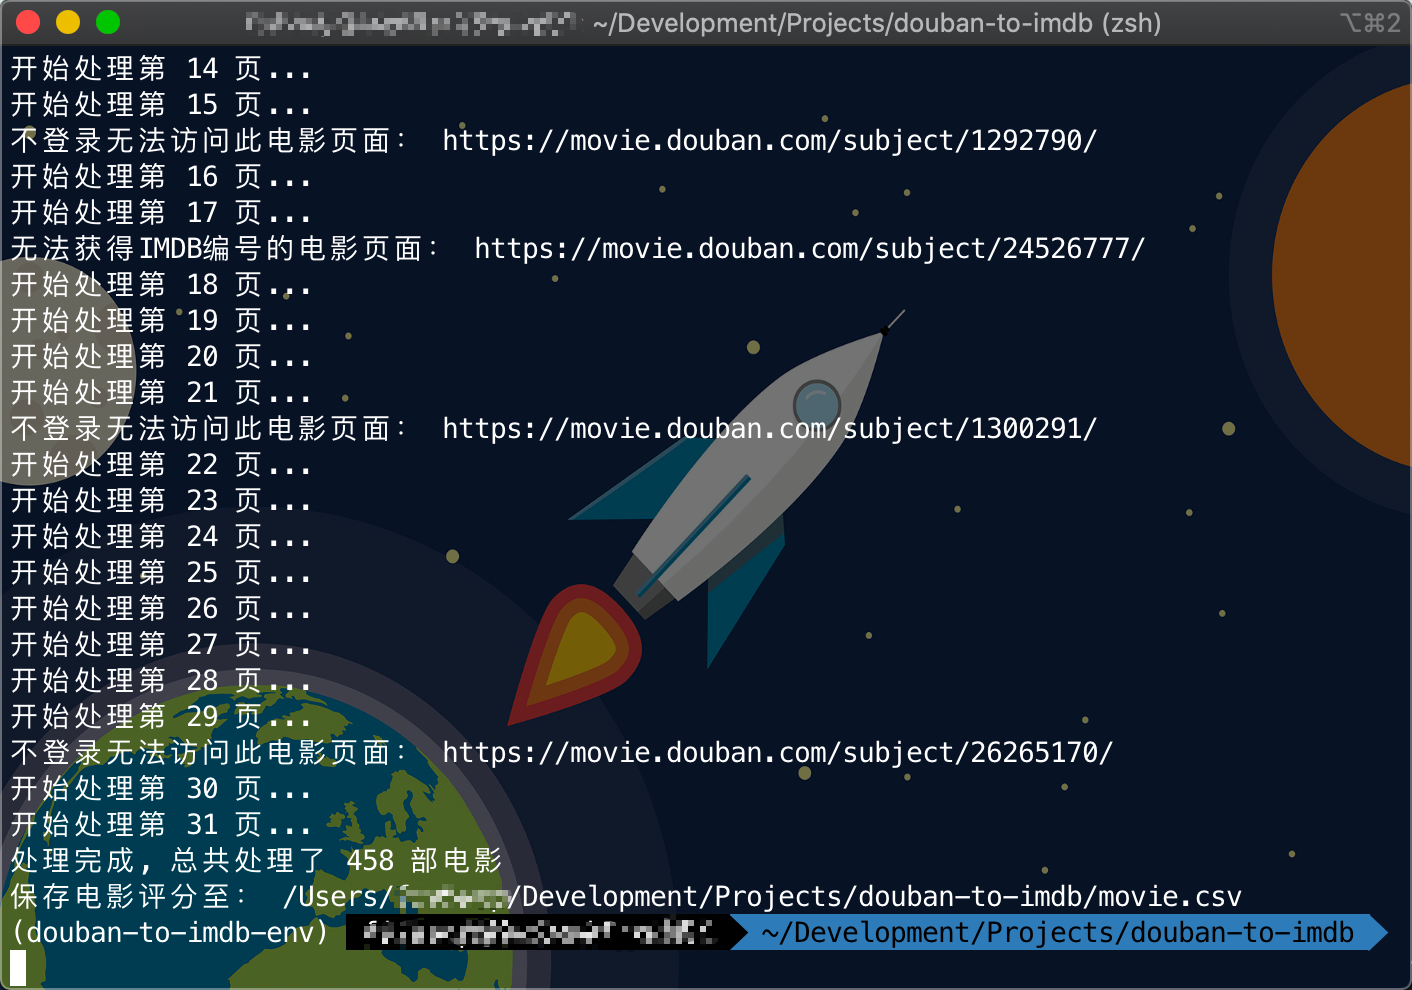 ~/Development/Projects/douban-to-imdb (zsh) ⌥⌘2
开始处理第 14 页...
开始处理第 15 页...
不登录无法访问此电影页面： https://movie.douban.com/subject/1292790/
开始处理第 16 页...
开始处理第 17 页...
无法获得IMDB编号的电影页面： https://movie.douban.com/subject/24526777/
开始处理第 18 页...
开始处理第 19 页...
开始处理第 20 页...
开始处理第 21 页...
不登录无法访问此电影页面： https://movie.douban.com/subject/1300291/
开始处理第 22 页...
开始处理第 23 页...
开始处理第 24 页...
开始处理第 25 页...
开始处理第 26 页...
开始处理第 27 页...
开始处理第 28 页...
开始处理第 29 页...
不登录无法访问此电影页面： https://movie.douban.com/subject/26265170/
开始处理第 30 页...
开始处理第 31 页...
处理完成, 总共处理了 458 部电影
保存电影评分至： /Users/ /Development/Projects/douban-to-imdb/movie.csv
(douban-to-imdb-env) ~/Development/Projects/douban-to-imdb